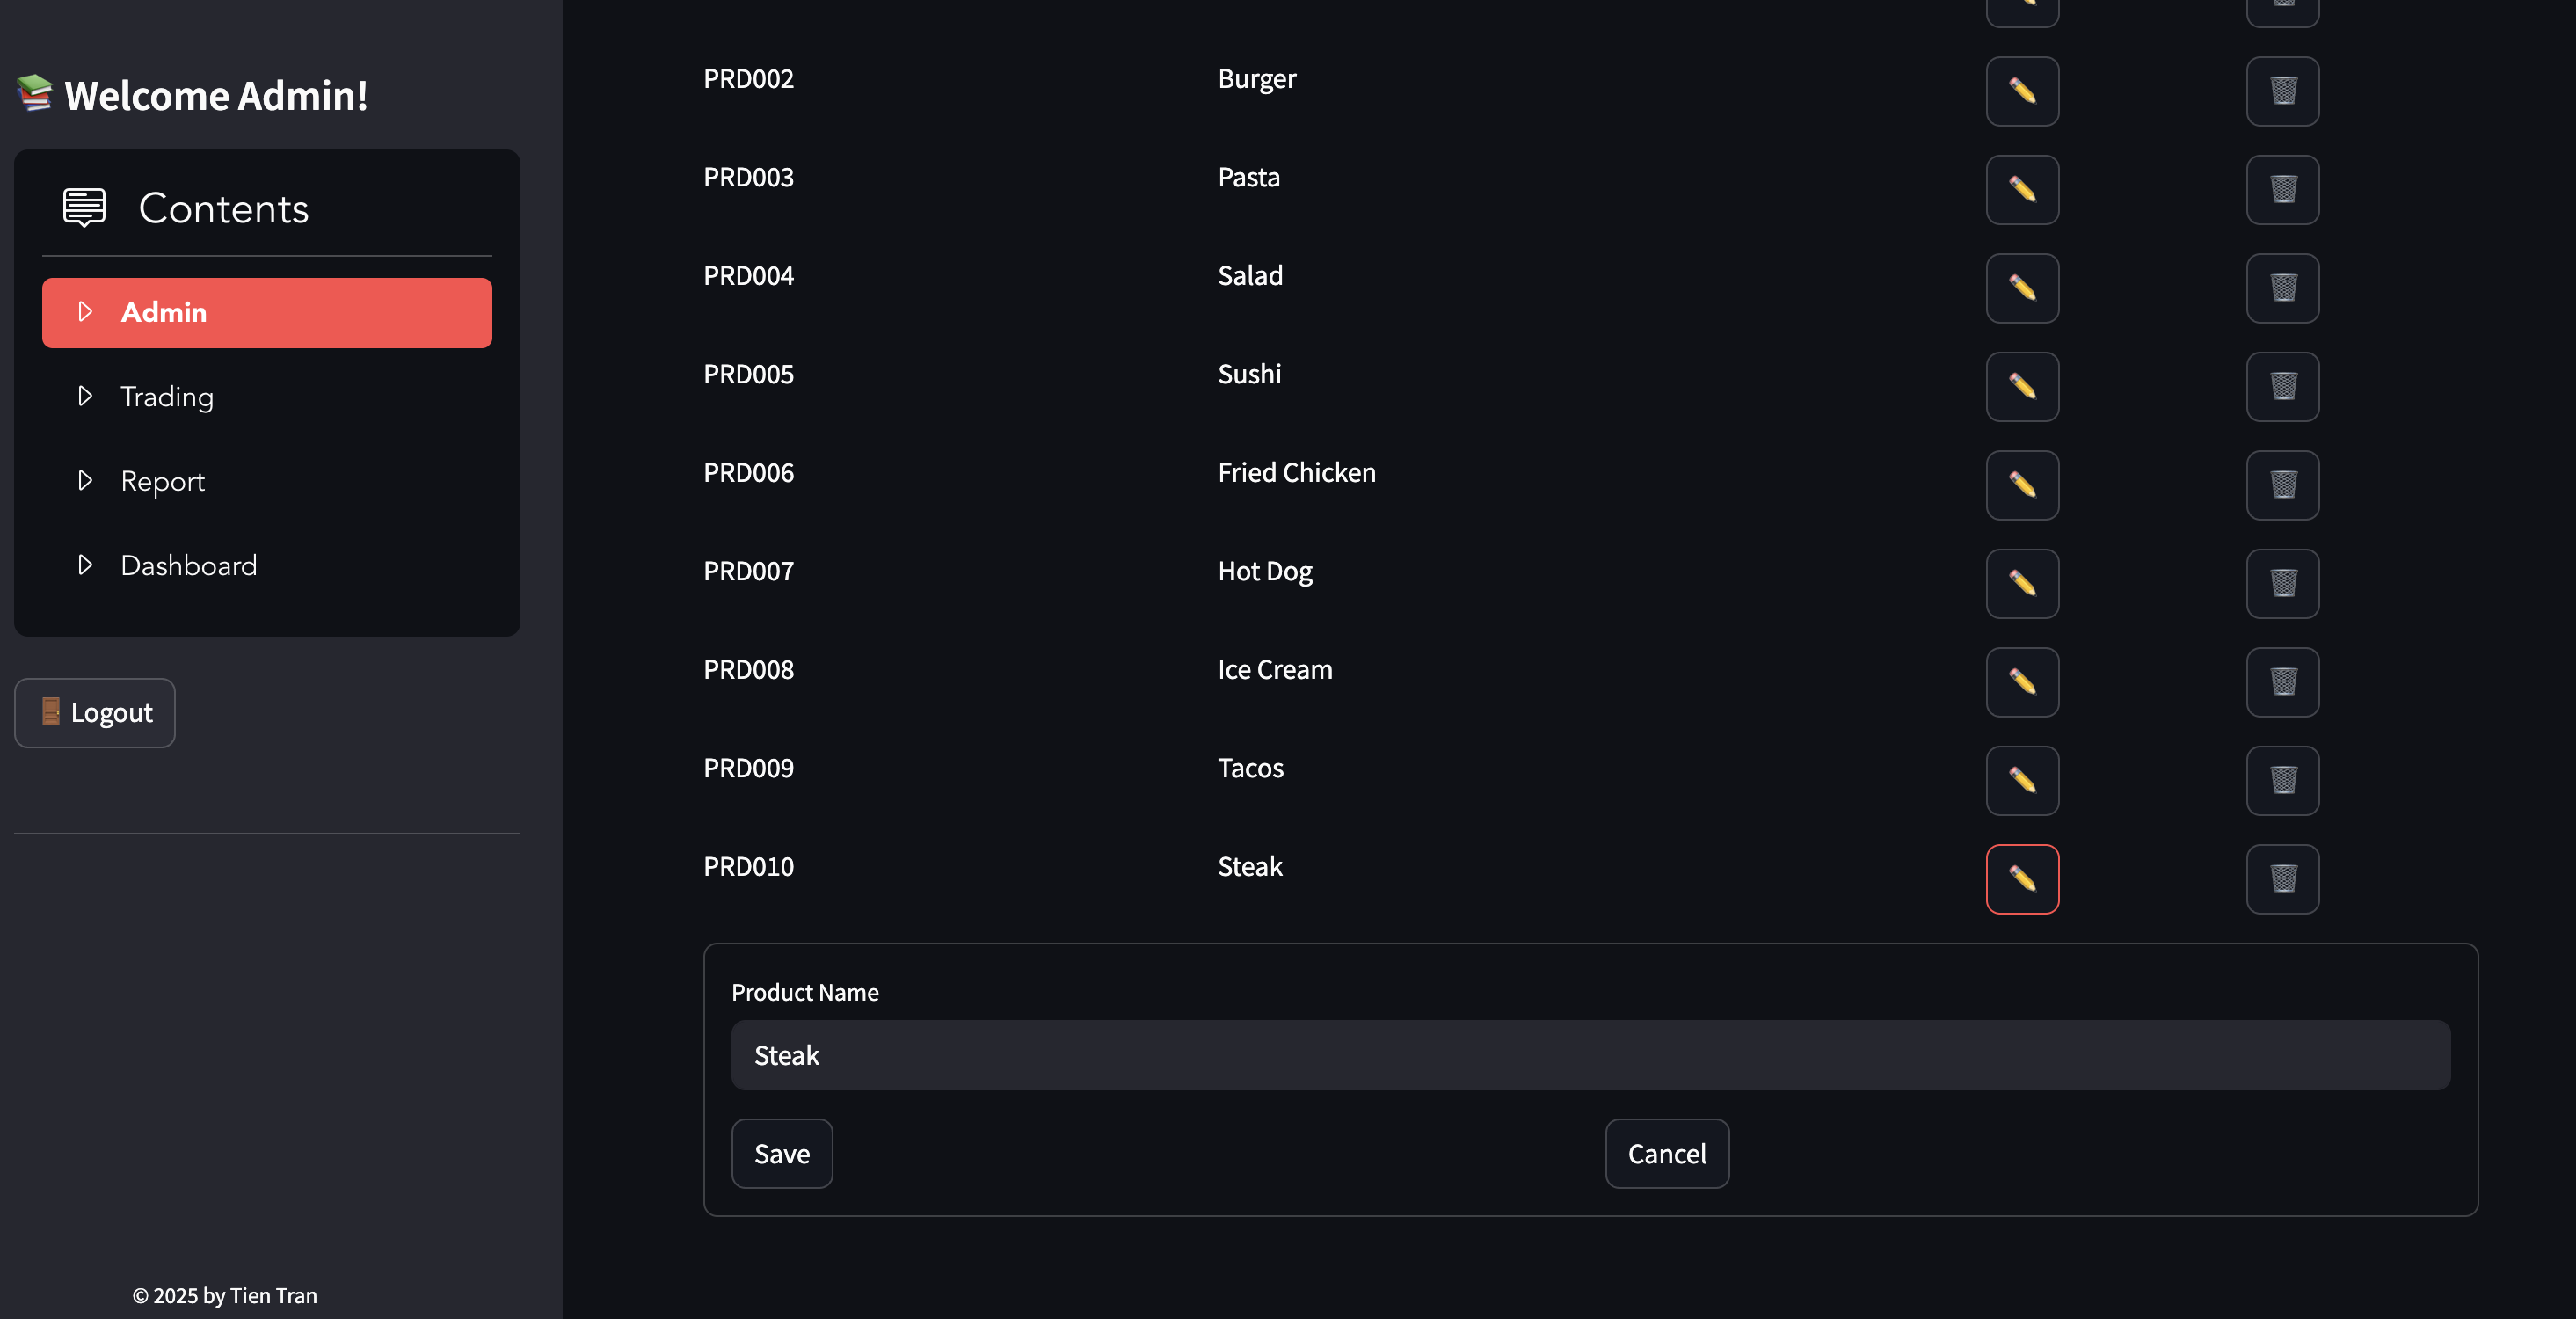 Welcome Admin!
Contents
Admin
Trading
Report
Dashboard
Logout
© 2025 by Tien Tran
PRD002 Burger
PRD003 Pasta
PRD004 Salad
PRD005 Sushi
PRD006 Fried Chicken
PRD007 Hot Dog
PRD008 Ice Cream
PRD009 Tacos
PRD010 Steak
Product Name
Steak
Save Cancel